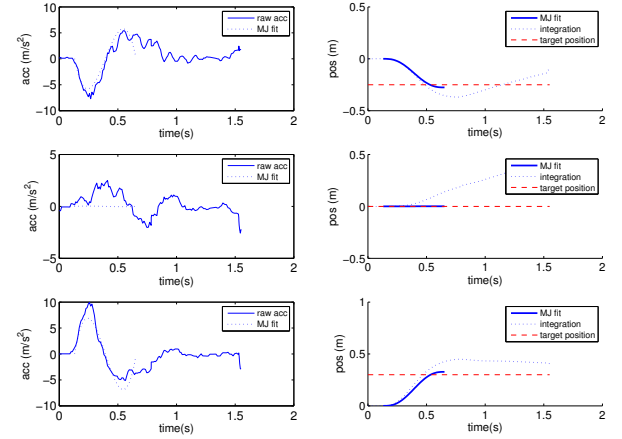 10
5
0
−5
−10
0
0.5
1
1.5
2
time(s)
acc (m/s²)
raw acc
MJ fit
0.5
0
−0.5
0
0.5
1
1.5
2
time(s)
pos (m)
MJ fit
integration
target position
5
0
−5
0
0.5
1
1.5
2
time(s)
acc (m/s²)
raw acc
MJ fit
0.5
0
−0.5
0
0.5
1
1.5
2
time(s)
pos (m)
MJ fit
integration
target position
10
5
0
−5
−10
0
0.5
1
1.5
2
time(s)
acc (m/s²)
raw acc
MJ fit
1
0.5
0
0
0.5
1
1.5
2
time(s)
pos (m)
MJ fit
integration
target position